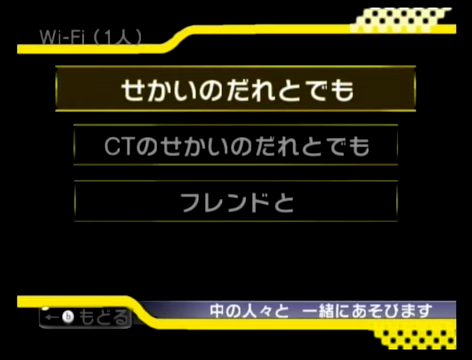 Wi-Fi (1人)
せかいのだれとでも
CTのせかいのだれとでも
フレンドと
もどる
中の人々と 一緒にあそびます